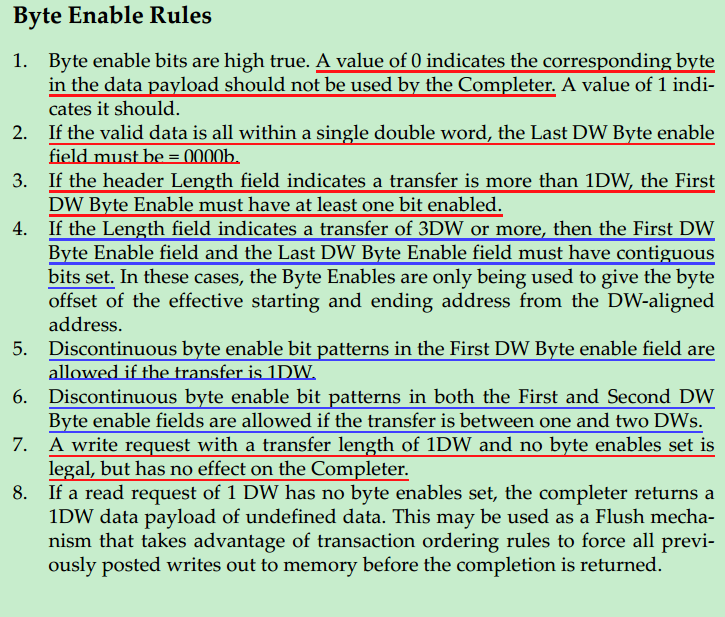 Byte Enable Rules
1. Byte enable bits are high true. A value of 0 indicates the corresponding byte
in the data payload should not be used by the Completer. A value of 1 indi-
cates it should.
2. If the valid data is all within a single double word, the Last DW Byte enable
field must be = 0000b.
3. If the header Length field indicates a transfer is more than 1DW, the First
DW Byte Enable must have at least one bit enabled.
4. If the Length field indicates a transfer of 3DW or more, then the First DW
Byte Enable field and the Last DW Byte Enable field must have contiguous
bits set. In these cases, the Byte Enables are only being used to give the byte
offset of the effective starting and ending address from the DW-aligned
address.
5. Discontinuous byte enable bit patterns in the First DW Byte enable field are
allowed if the transfer is 1DW.
6. Discontinuous byte enable bit patterns in both the First and Second DW
Byte enable fields are allowed if the transfer is between one and two DWs.
7. A write request with a transfer length of 1DW and no byte enables set is
legal, but has no effect on the Completer.
8. If a read request of 1 DW has no byte enables set, the completer returns a
1DW data payload of undefined data. This may be used as a Flush mecha-
nism that takes advantage of transaction ordering rules to force all previ-
ously posted writes out to memory before the completion is returned.